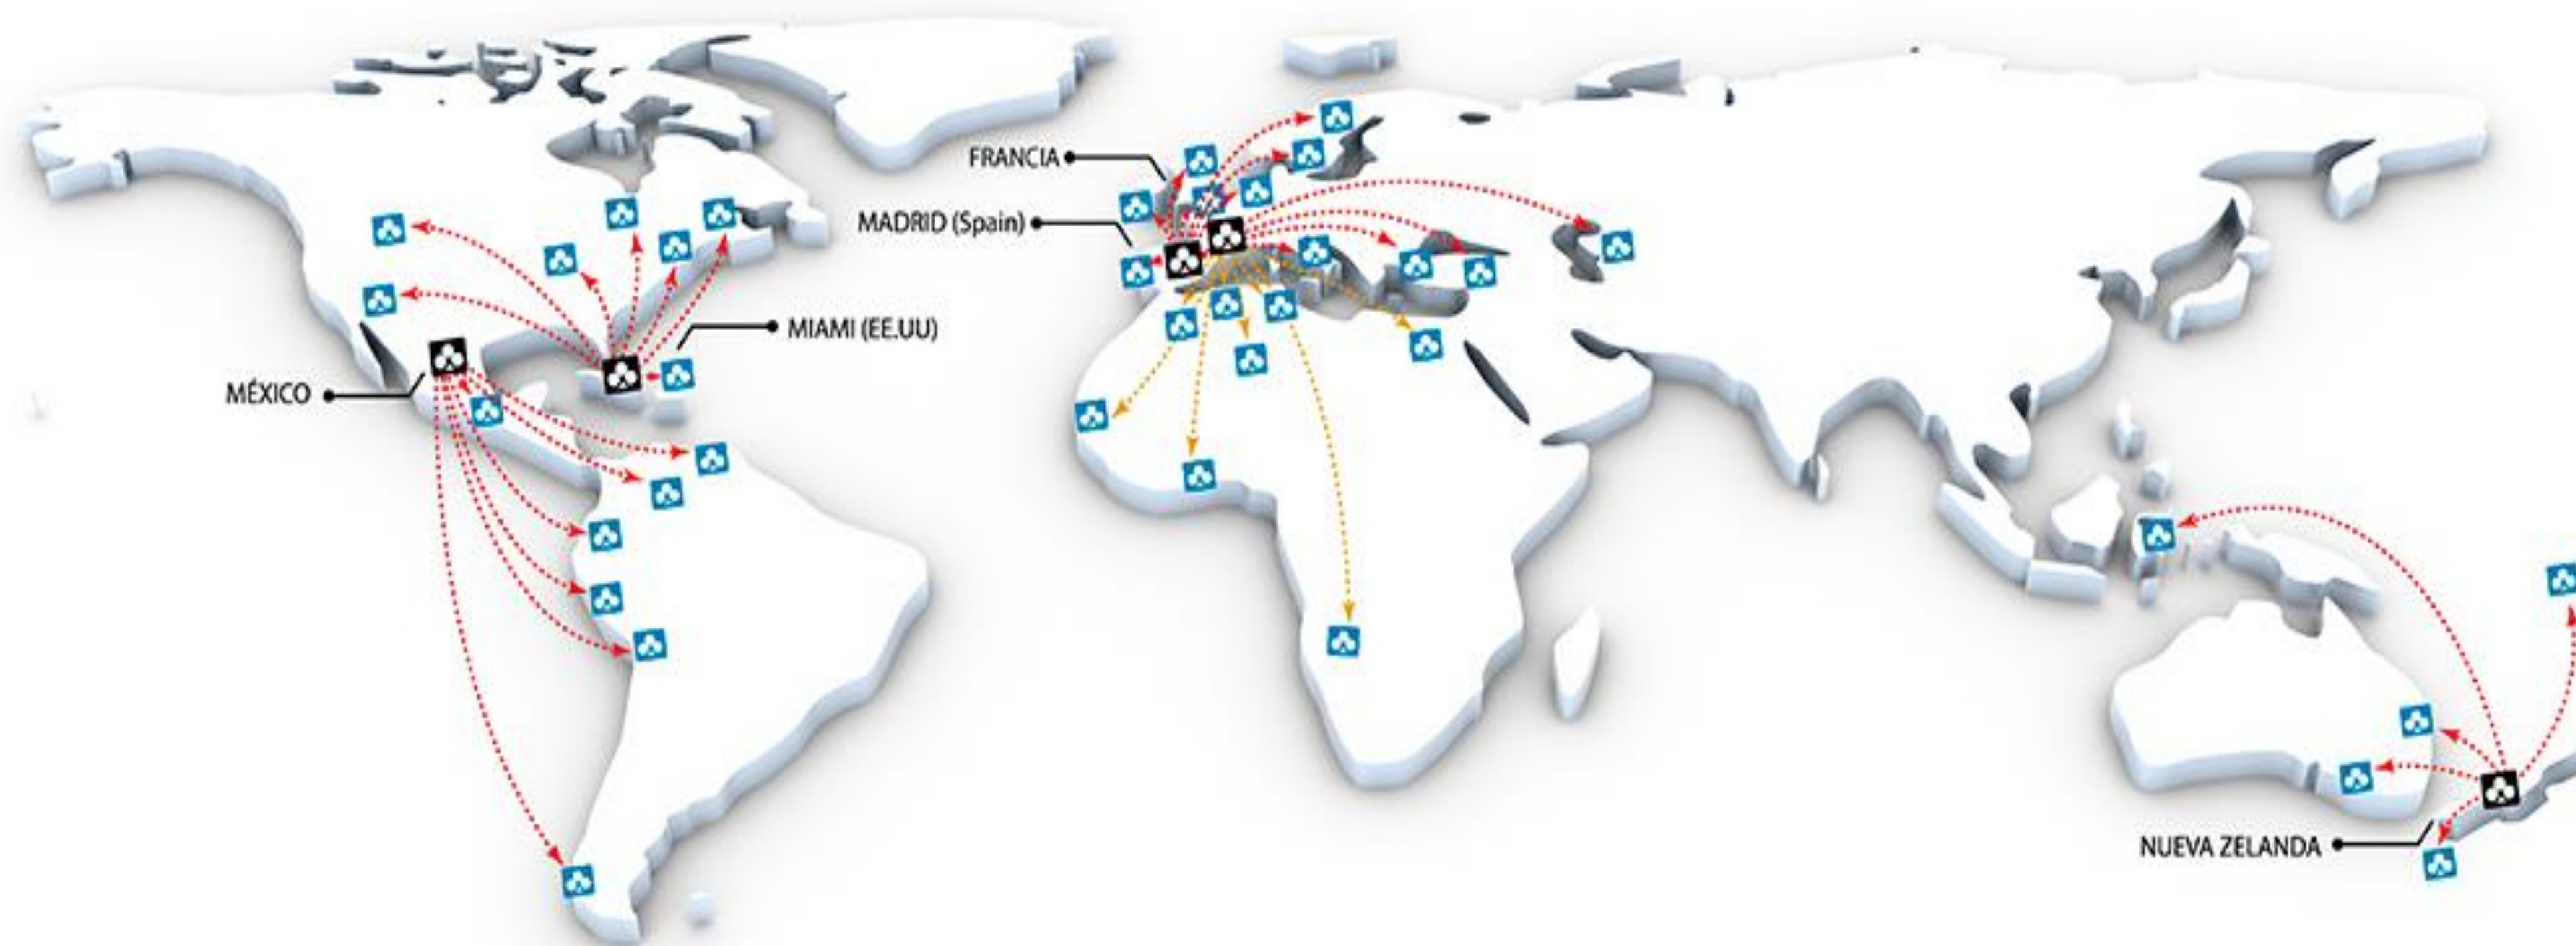 FRANCIA
MADRID (Spain)
MIAMI (EE.UU)
MÉXICO
NUEVA ZELANDA